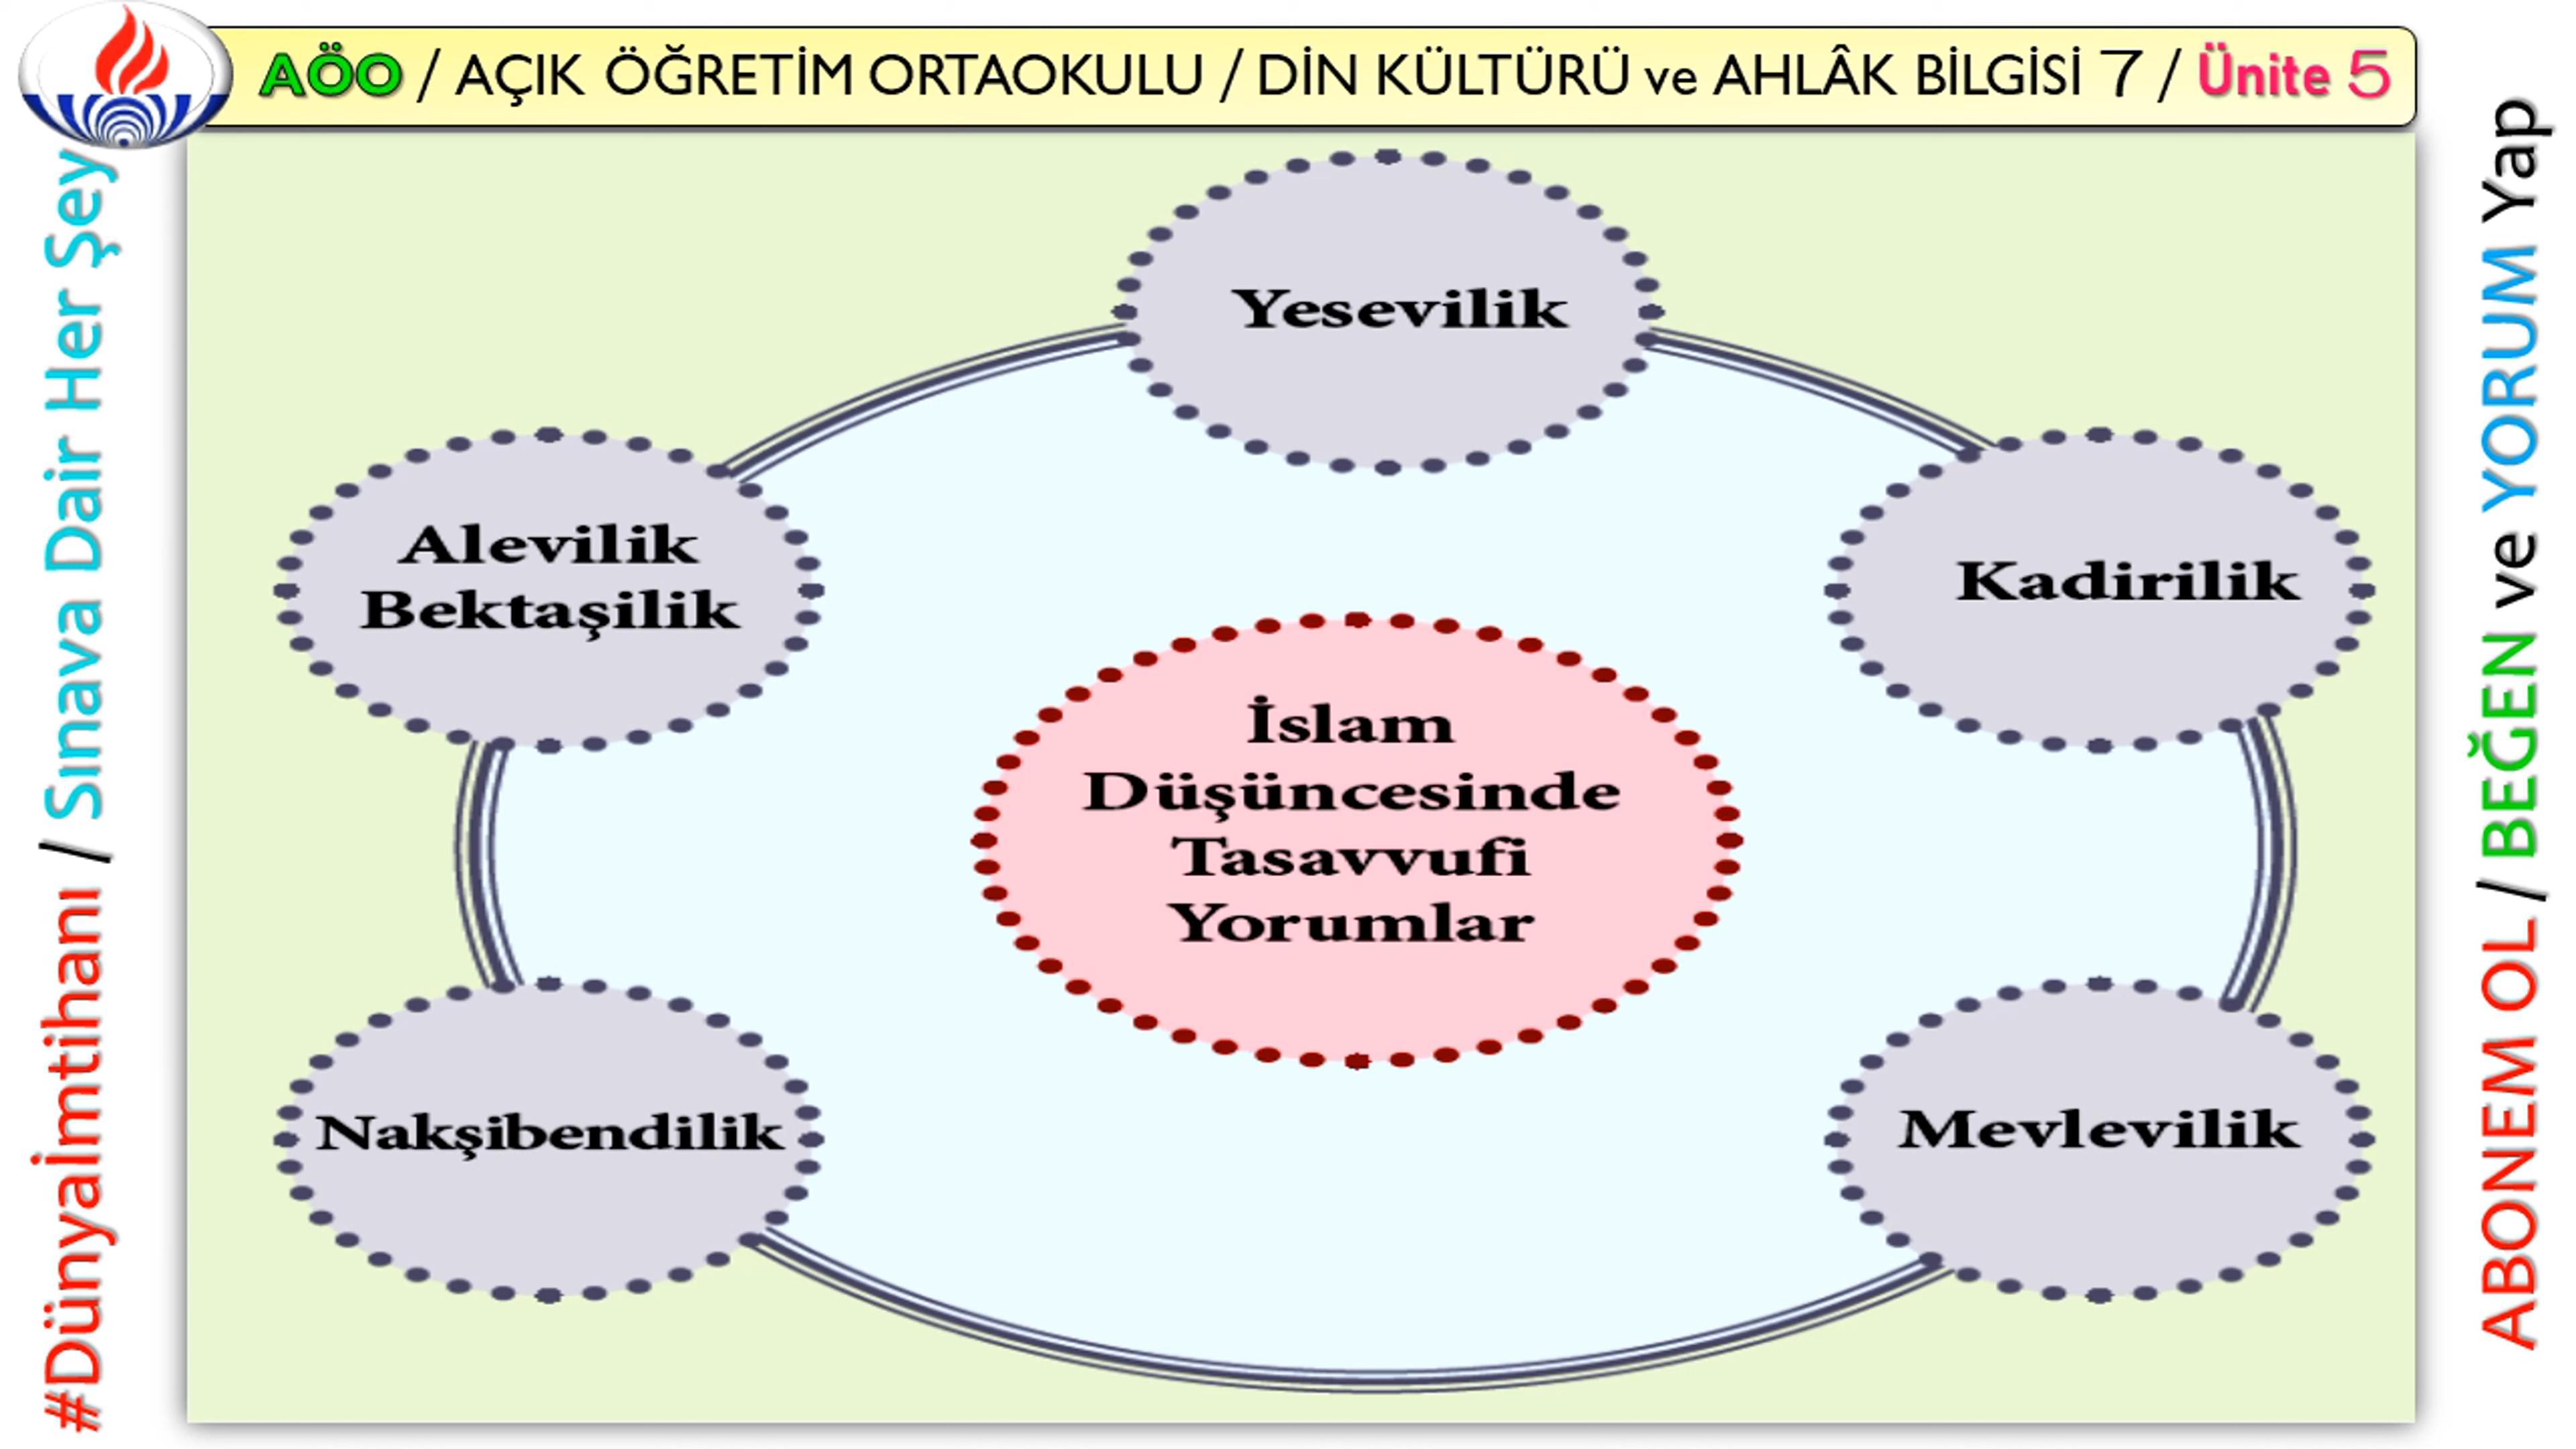 AÖO / AÇIK ÖĞRETİM ORTAOKULU / DİN KÜLTÜRÜ ve AHLÂK BİLGİSİ 7 / Ünite 5
#Dünyaİmtihanı / Sınava Dair Her Şey
Yesevilik
Alevilik
Bektaşilik
Kadirilik
İslam
Düşüncesinde
Tasavvufi
Yorumlar
Nakşibendilik
Mevlevilik
ABONEM OL / BEĞEN ve YORUM Yap